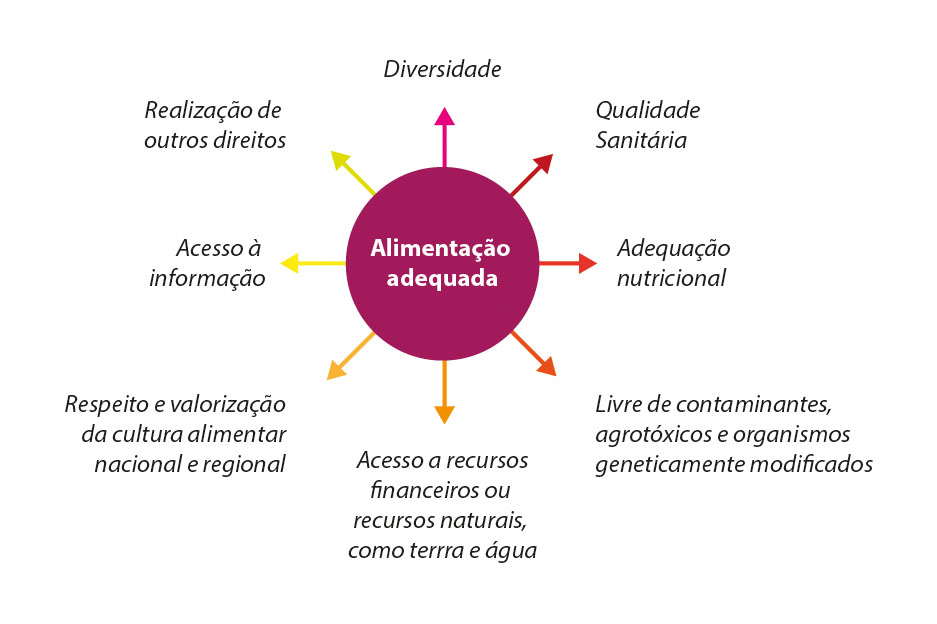 Diversidade
Realização de
outros direitos
Qualidade
Sanitária
Acesso à
informação
Alimentação
adequada
Adequação
nutricional
Respeito e valorização
da cultura alimentar
nacional e regional
Acesso a recursos
financeiros ou
recursos naturais,
como terrra e água
Livre de contaminantes,
agrotóxicos e organismos
geneticamente modificados